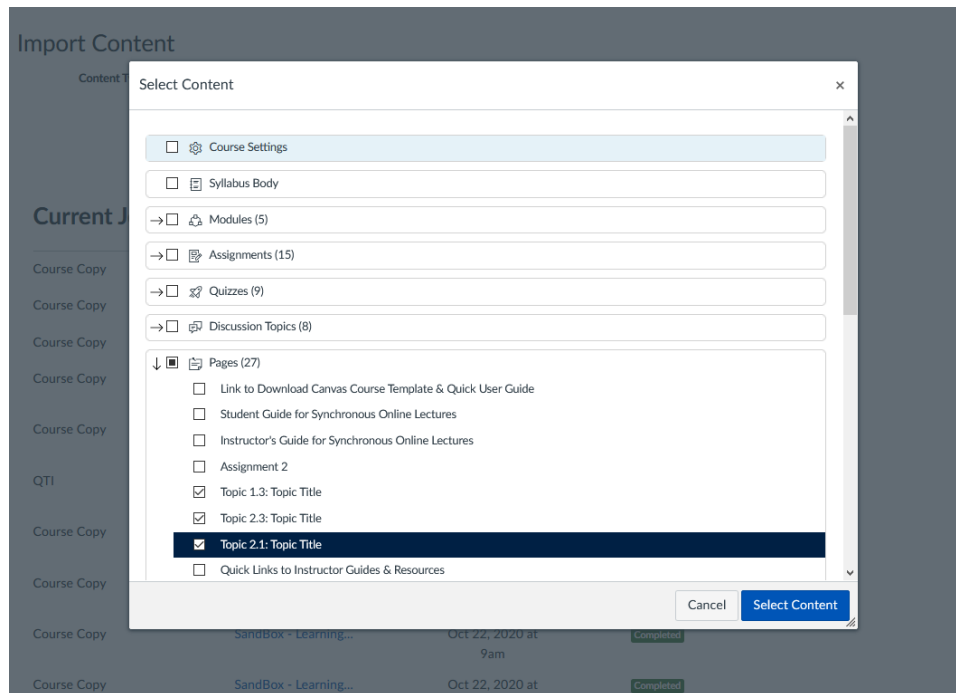 Import Content
Content T
Select Content
×
Course Settings
Syllabus Body
Modules (5)
Assignments (15)
Quizzes (9)
Discussion Topics (8)
Pages (27)
Link to Download Canvas Course Template & Quick User Guide
Student Guide for Synchronous Online Lectures
Instructor's Guide for Synchronous Online Lectures
Assignment 2
Topic 1.3: Topic Title
Topic 2.3: Topic Title
Topic 2.1: Topic Title
Quick Links to Instructor Guides & Resources
Cancel Select Content
Current J
Course Copy
Course Copy
Course Copy
Course Copy
Course Copy
QTI
Course Copy
Course Copy
Course Copy SandBox - Learning... Oct 22, 2020 at Completed
9am
Course Copy SandBox - Learning... Oct 22, 2020 at Completed